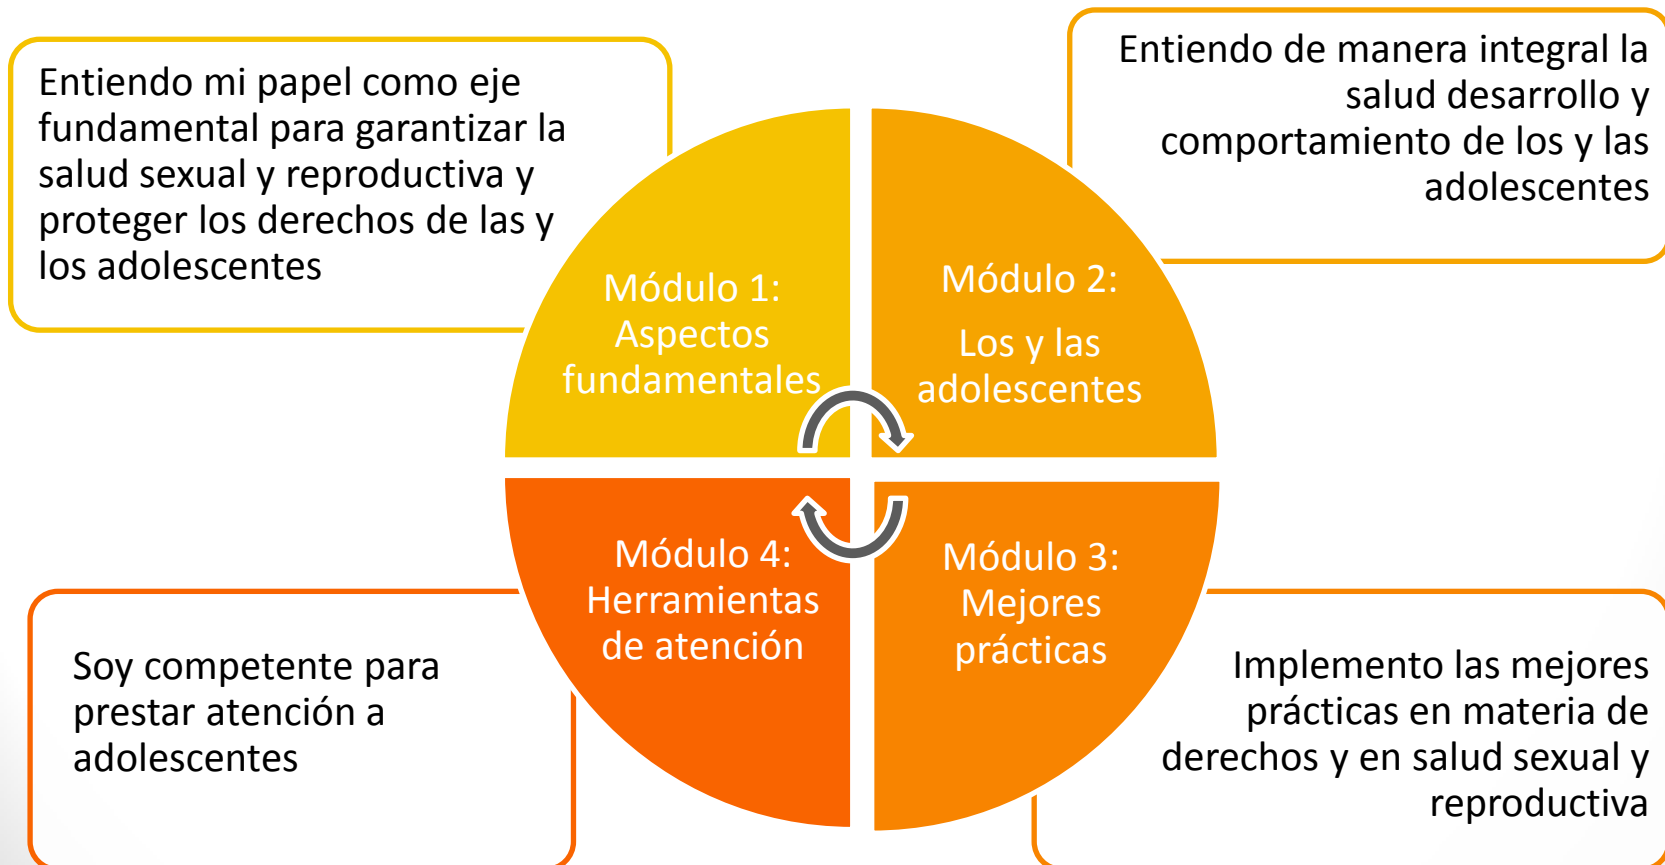 Entiendo mi papel como eje
fundamental para garantizar la
salud sexual y reproductiva y
proteger los derechos de las y
los adolescentes
Entiendo de manera integral la
salud desarrollo y
comportamiento de los y las
adolescentes
Módulo 1:
Aspectos
fundamentales
Módulo 2:
Los y las
adolescentes
Módulo 4:
Herramientas
de atención
Módulo 3:
Mejores
prácticas
Soy competente para
prestar atención a
adolescentes
Implemento las mejores
prácticas en materia de
derechos y en salud sexual y
reproductiva